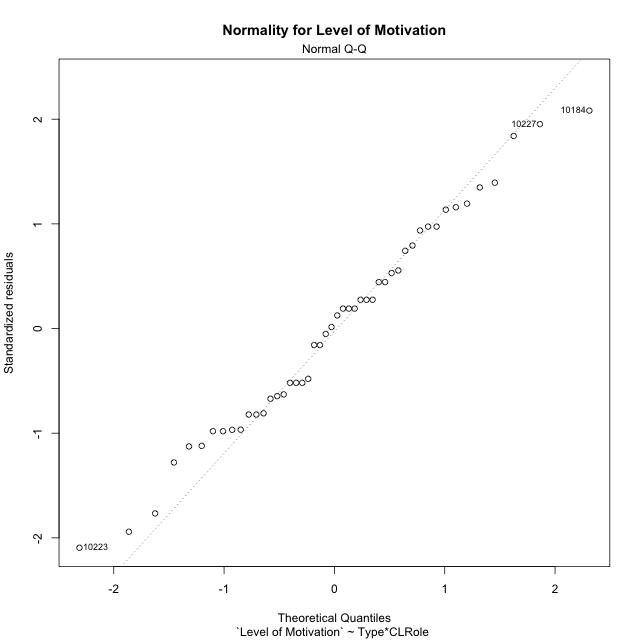 Normality for Level of Motivation
Normal Q-Q
10184
10227
2
1
0
-1
-2
Standardized residuals
10223
-2 -1 0 1 2
Theoretical Quantiles
`Level of Motivation` ~ Type*CLRole